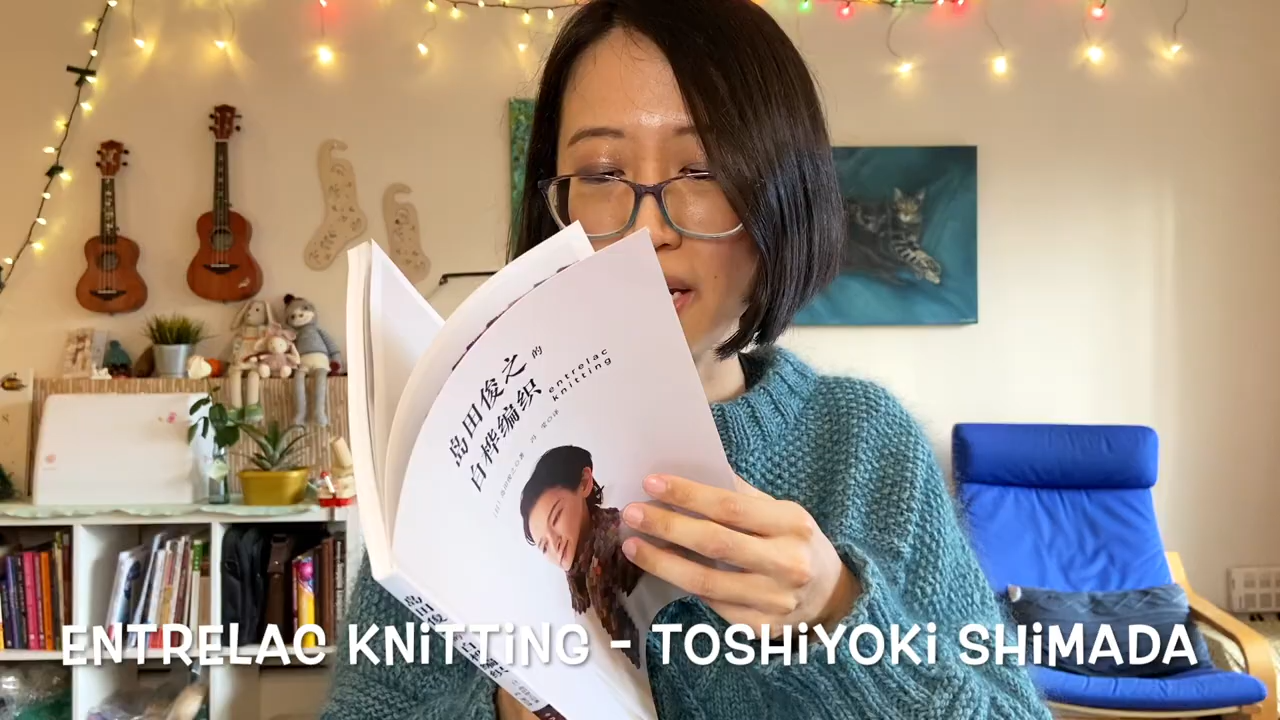 岛田俊之的
白桦编织
entrelac
knitting
ENTRELAC KNITTING - TOSHIYOKI SHIMADA